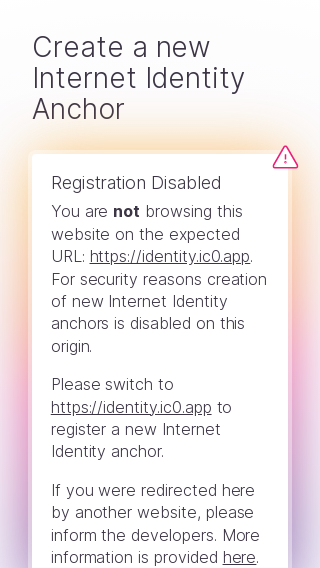 Create a new
Internet Identity
Anchor
Registration Disabled
You are not browsing this
website on the expected
URL: https://identity.ic0.app.
For security reasons creation
of new Internet Identity
anchors is disabled on this
origin.
Please switch to
https://identity.ic0.app to
register a new Internet
Identity anchor.
If you were redirected here
by another website, please
inform the developers. More
information is provided here.